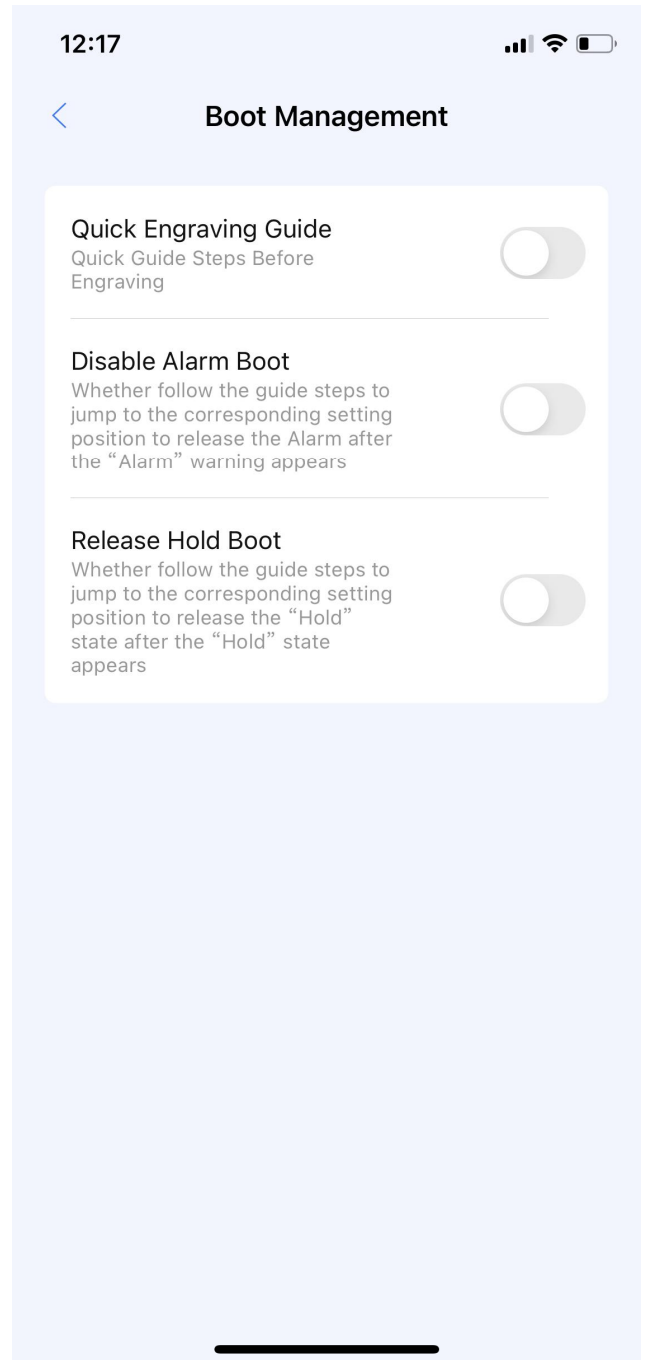 12:17
Boot Management
Quick Engraving Guide
Quick Guide Steps Before
Engraving
Disable Alarm Boot
Whether follow the guide steps to
jump to the corresponding setting
position to release the Alarm after
the “Alarm” warning appears
Release Hold Boot
Whether follow the guide steps to
jump to the corresponding setting
position to release the “Hold”
state after the “Hold” state
appears